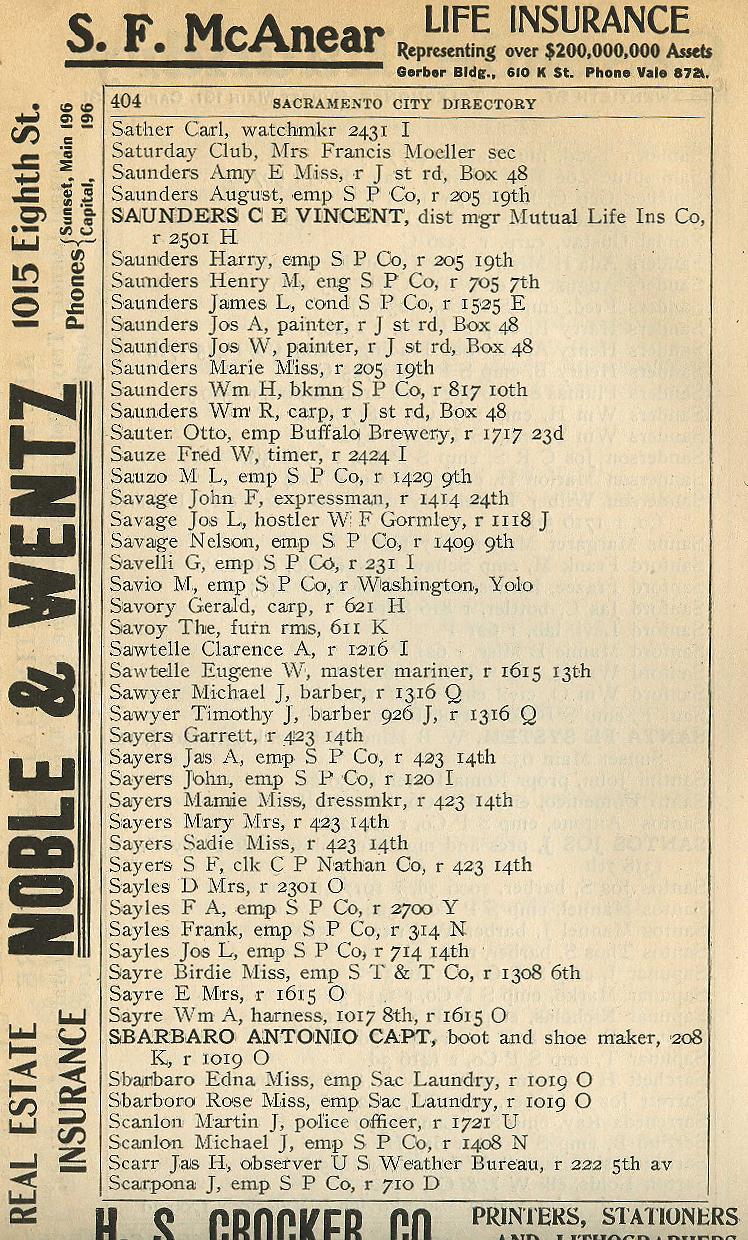 S. F. McAnear
LIFE INSURANCE
Representing over $200,000,000 Assets
Gerber Bldg., 610 K St. Phone Vale 872.
REAL ESTATE
INSURANCE
NOBLE & WENTZ
1015 Eighth St.
Phones { Sunset, Main 196
Capital, 196
404 SACRAMENTO CITY DIRECTORY
Sather Carl, watchmkr 2431 I
Saturday Club, Mrs Francis Moeller sec
Saunders Amy E Miss, r J st rd, Box 48
Saunders August, emp S P Co, r 205 19th
SAUNDERS C E VINCENT, dist mgr Mutual Life Ins Co,
r 2501 H
Saunders Harry, emp S P Co, r 205 19th
Saunders Henry M, eng S P Co, r 705 7th
Saunders James L, cond S P Co, r 1525 E
Saunders Jos A, painter, r J st rd, Box 48
Saunders Jos W, painter, r J st rd, Box 48
Saunders Marie Miss, r 205 19th
Saunders Wm H, bkmn S P Co, r 817 10th
Saunders Wm R, carp, r J st rd, Box 48
Sauter Otto, emp Buffalo Brewery, r 1717 23d
Sauze Fred W, timer, r 2424 I
Sauzo M L, emp S P Co, r 1429 9th
Savage John F, expressman, r 1414 24th
Savage Jos L, hostler W F Gormley, r 1118 J
Savage Nelson, emp S P Co, r 1409 9th
Savelli G, emp S P Co, r 231 I
Savio M, emp S P Co, r Washington, Yolo
Savory Gerald, carp, r 621 H
Savoy The, furn rms, 611 K
Sawtelle Clarence A, r 1216 I
Sawtelle Eugene W, master mariner, r 1615 13th
Sawyer Michael J, barber, r 1316 Q
Sawyer Timothy J, barber 926 J, r 1316 Q
Sayers Garrett, r 423 14th
Sayers Jas A, emp S P Co, r 423 14th
Sayers John, emp S P Co, r 120 I
Sayers Mamie Miss, dressmkr, r 423 14th
Sayers Mary Mrs, r 423 14th
Sayers Sadie Miss, r 423 14th
Sayers S F, clk C P Nathan Co, r 423 14th
Sayles D Mrs, r 2301 O
Sayles F A, emp S P Co, r 2700 Y
Sayles Frank, emp S P Co, r 314 N
Sayles Jos L, emp S P Co, r 714 14th
Sayre Birdie Miss, emp S T & T Co, r 1308 6th
Sayre E Mrs, r 1615 O
Sayre Wm A, harness, 1017 8th, r 1615 O
SBARBARO ANTONIO CAPT, boot and shoe maker, 208
K, r 1019 O
Sbarbaro Edna Miss, emp Sac Laundry, r 1019 O
Sbarboro Rose Miss, emp Sac Laundry, r 1019 O
Scanlon Martin J, police officer, r 1721 U
Scanlon Michael J, emp S P Co, r 1408 N
Scarr Jas H, observer U S Weather Bureau, r 222 5th av
Scarpona J, emp S P Co, r 710 D
H. S. CROCKER CO.
PRINTERS, STATIONERS
AND LITHOGRAPHERS